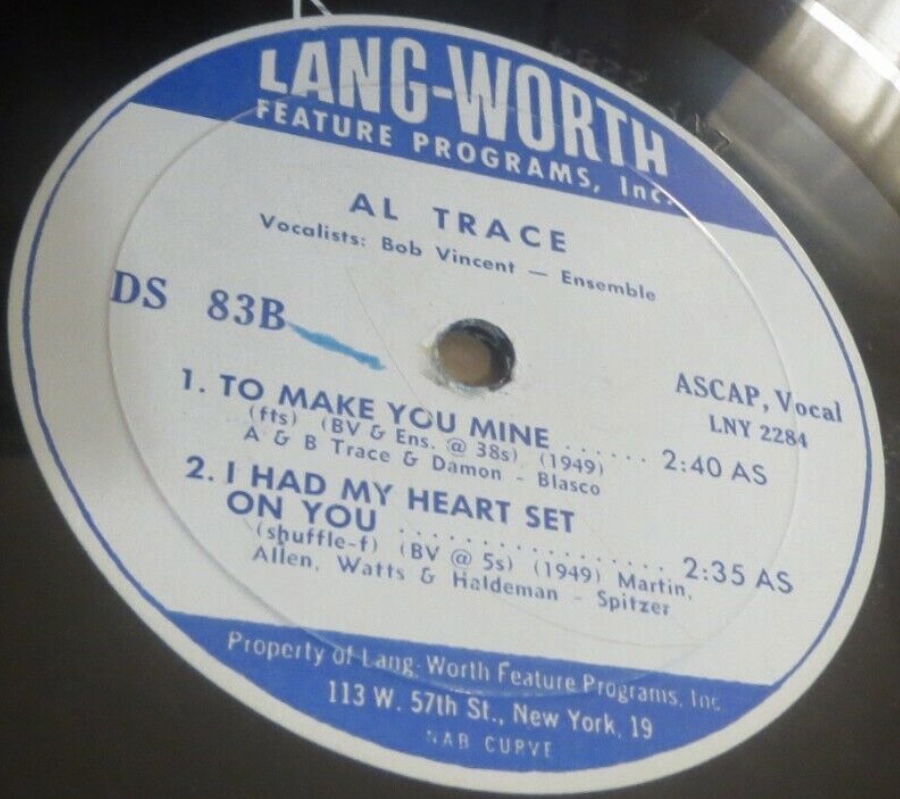 LANG-WORTH
FEATURE PROGRAMS, Inc.
AL TRACE
Vocalists: Bob Vincent — Ensemble
DS 83B
ASCAP, Vocal
LNY 2284
1. TO MAKE YOU MINE ...... 2:40 AS
(fts) (BV & Ens. @ 38s) (1949)
A & B Trace & Damon - Blasco
2. I HAD MY HEART SET
ON YOU ................ 2:35 AS
(shuffle-f) (BV @ 5s) (1949) Martin,
Allen, Watts & Haldeman - Spitzer
Property of Lang-Worth Feature Programs, Inc
113 W. 57th St., New York, 19
NAB CURVE